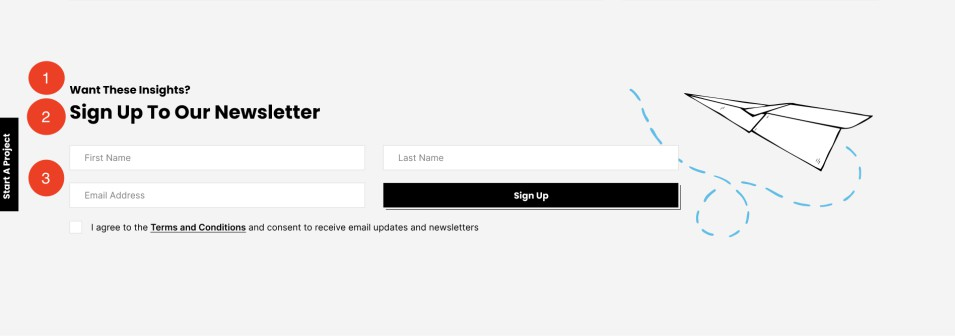 1
Want These Insights?
2
Sign Up To Our Newsletter
Start A Project
First Name
Last Name
3
Email Address
Sign Up
I agree to the Terms and Conditions and consent to receive email updates and newsletters